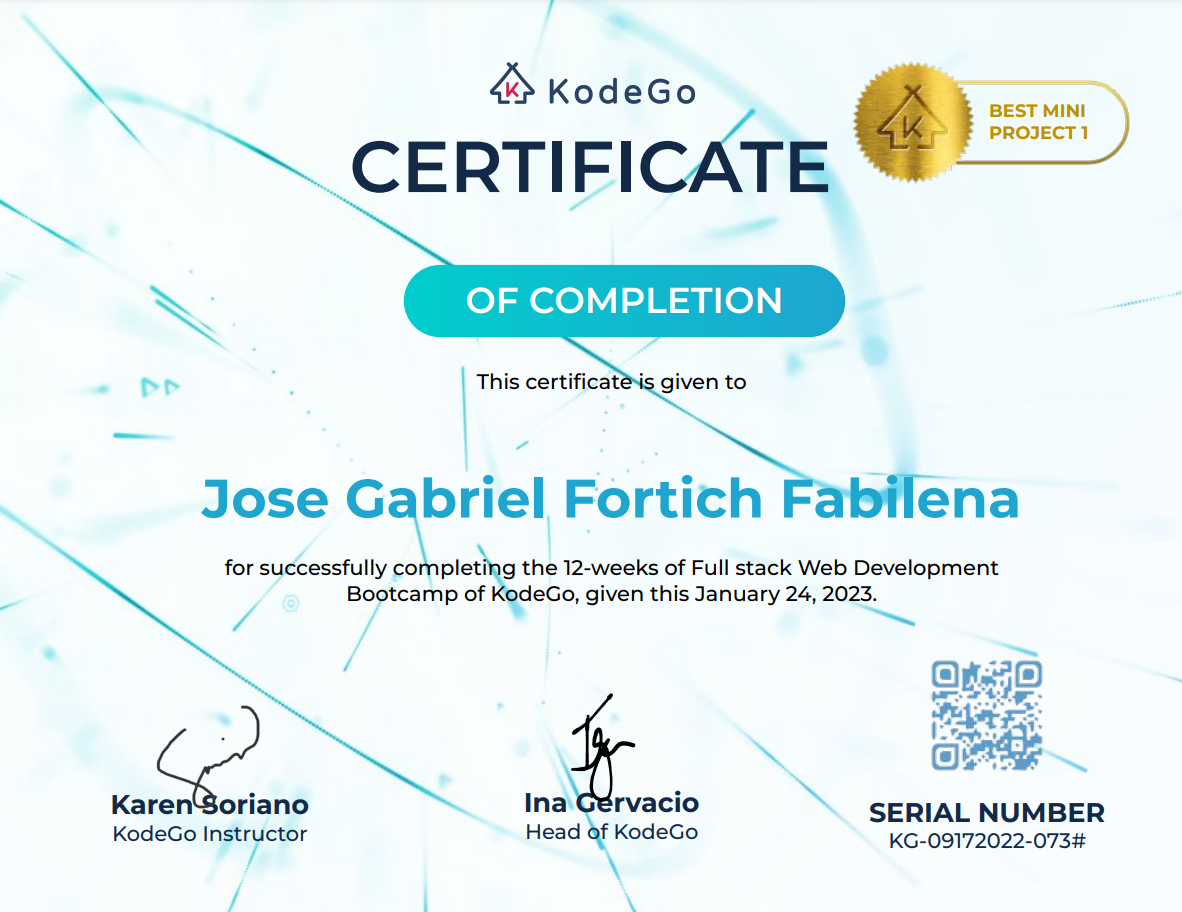 KodeGo
BEST MINI
PROJECT 1
CERTIFICATE
OF COMPLETION
This certificate is given to
Jose Gabriel Fortich Fabilena
for successfully completing the 12-weeks of Full stack Web Development
Bootcamp of KodeGo, given this January 24, 2023.
Karen Soriano
KodeGo Instructor
Ina Gervacio
Head of KodeGo
SERIAL NUMBER
KG-09172022-073#